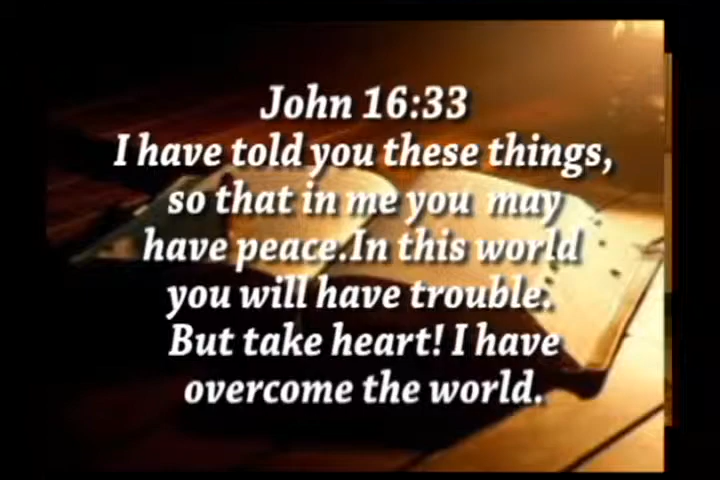 John 16:33
I have told you these things,
so that in me you may
have peace.In this world
you will have trouble.
But take heart! I have
overcome the world.